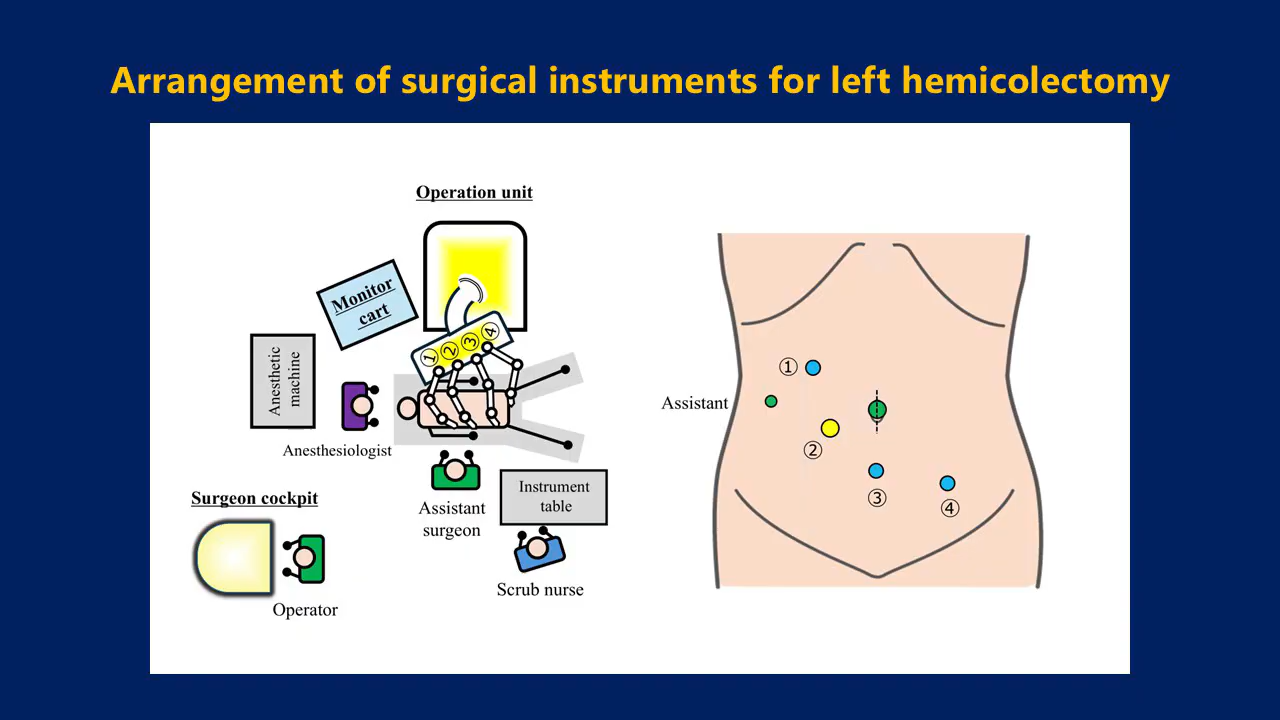 Arrangement of surgical instruments for left hemicolectomy
Operation unit
Monitor
cart
① ② ③ ④
Anesthetic
machine
Anesthesiologist
Surgeon cockpit
Operator
Assistant
surgeon
Instrument
table
Scrub nurse
①
Assistant
②
③
④